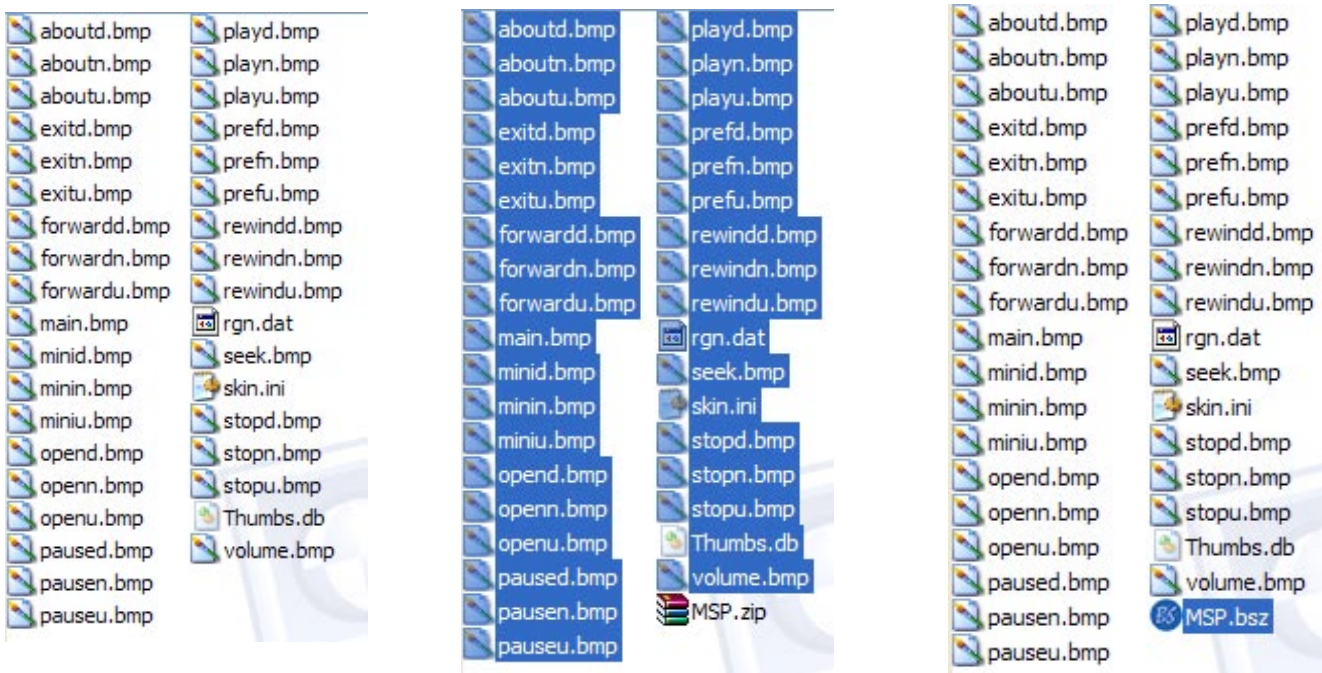 aboutd.bmp
aboutn.bmp
aboutu.bmp
exitd.bmp
exitn.bmp
exitu.bmp
forwardd.bmp
forwardn.bmp
forwardu.bmp
main.bmp
minid.bmp
minin.bmp
miniu.bmp
opend.bmp
openn.bmp
openu.bmp
paused.bmp
pausen.bmp
pauseu.bmp
playd.bmp
playn.bmp
playu.bmp
prefd.bmp
prefn.bmp
prefu.bmp
rewindd.bmp
rewindn.bmp
rewindu.bmp
rgn.dat
seek.bmp
skin.ini
stopd.bmp
stopn.bmp
stopu.bmp
Thumbs.db
volume.bmp
aboutd.bmp
aboutn.bmp
aboutu.bmp
exitd.bmp
exitn.bmp
exitu.bmp
forwardd.bmp
forwardn.bmp
forwardu.bmp
main.bmp
minid.bmp
minin.bmp
miniu.bmp
opend.bmp
openn.bmp
openu.bmp
paused.bmp
pausen.bmp
pauseu.bmp
playd.bmp
playn.bmp
playu.bmp
prefd.bmp
prefn.bmp
prefu.bmp
rewindd.bmp
rewindn.bmp
rewindu.bmp
rgn.dat
seek.bmp
skin.ini
stopd.bmp
stopn.bmp
stopu.bmp
Thumbs.db
volume.bmp
MSP.zip
aboutd.bmp
aboutn.bmp
aboutu.bmp
exitd.bmp
exitn.bmp
exitu.bmp
forwardd.bmp
forwardn.bmp
forwardu.bmp
main.bmp
minid.bmp
minin.bmp
miniu.bmp
opend.bmp
openn.bmp
openu.bmp
paused.bmp
pausen.bmp
pauseu.bmp
playd.bmp
playn.bmp
playu.bmp
prefd.bmp
prefn.bmp
prefu.bmp
rewindd.bmp
rewindn.bmp
rewindu.bmp
rgn.dat
seek.bmp
skin.ini
stopd.bmp
stopn.bmp
stopu.bmp
Thumbs.db
volume.bmp
BS MSP.bsz